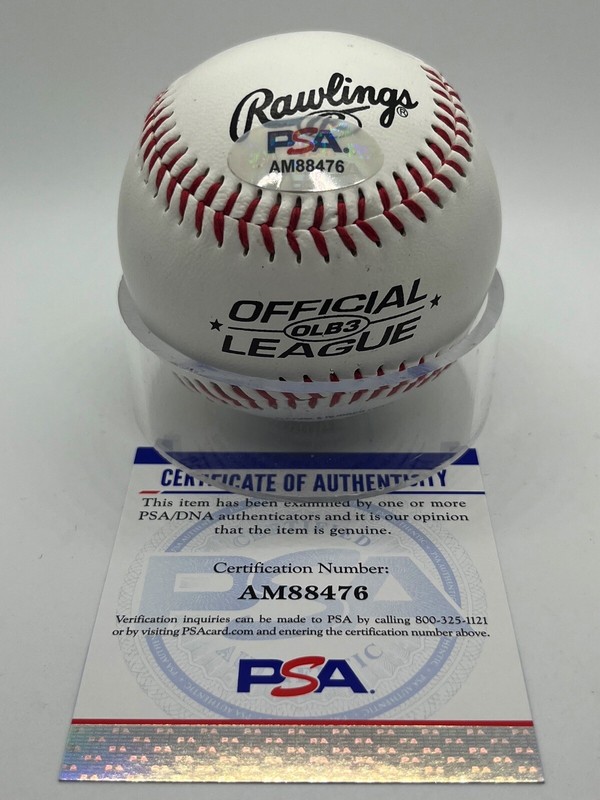 Rawlings®
PSA.
AM88476
★ OFFICIAL ★
OLB3
LEAGUE
CERTIFICATE OF AUTHENTICITY
This item has been examined by one or more
PSA/DNA authenticators and it is our opinion
that the item is genuine.
Certification Number:
AM88476
Verification inquiries can be made to PSA by calling 800-325-1121
or by visiting PSAcard.com and entering the certification number above.
PSA.